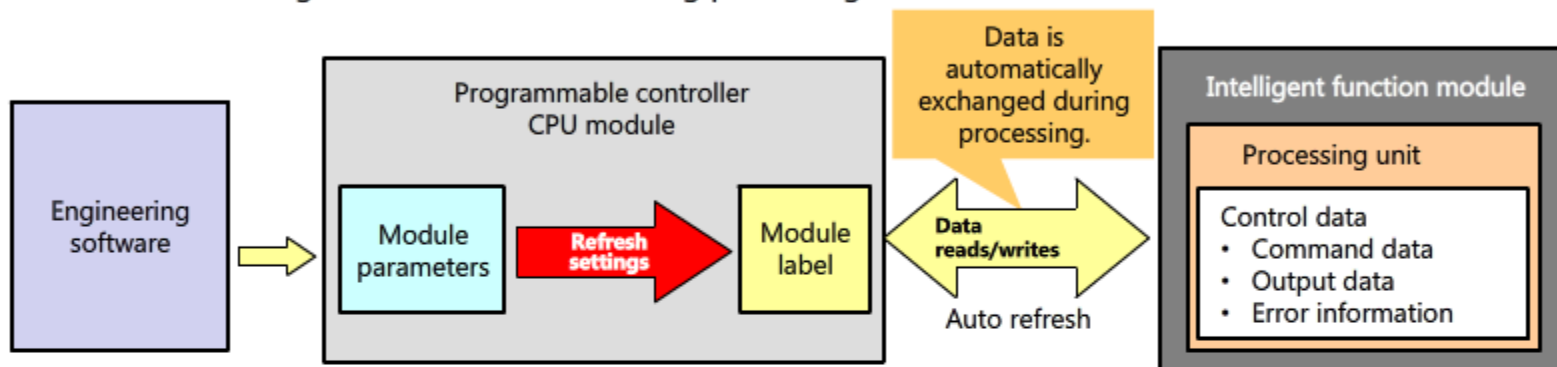 Engineering
software
Programmable controller
CPU module
Module
parameters
Refresh
settings
Module
label
Data is
automatically
exchanged during
processing.
Data
reads/writes
Auto refresh
Intelligent function module
Processing unit
Control data
• Command data
• Output data
• Error information